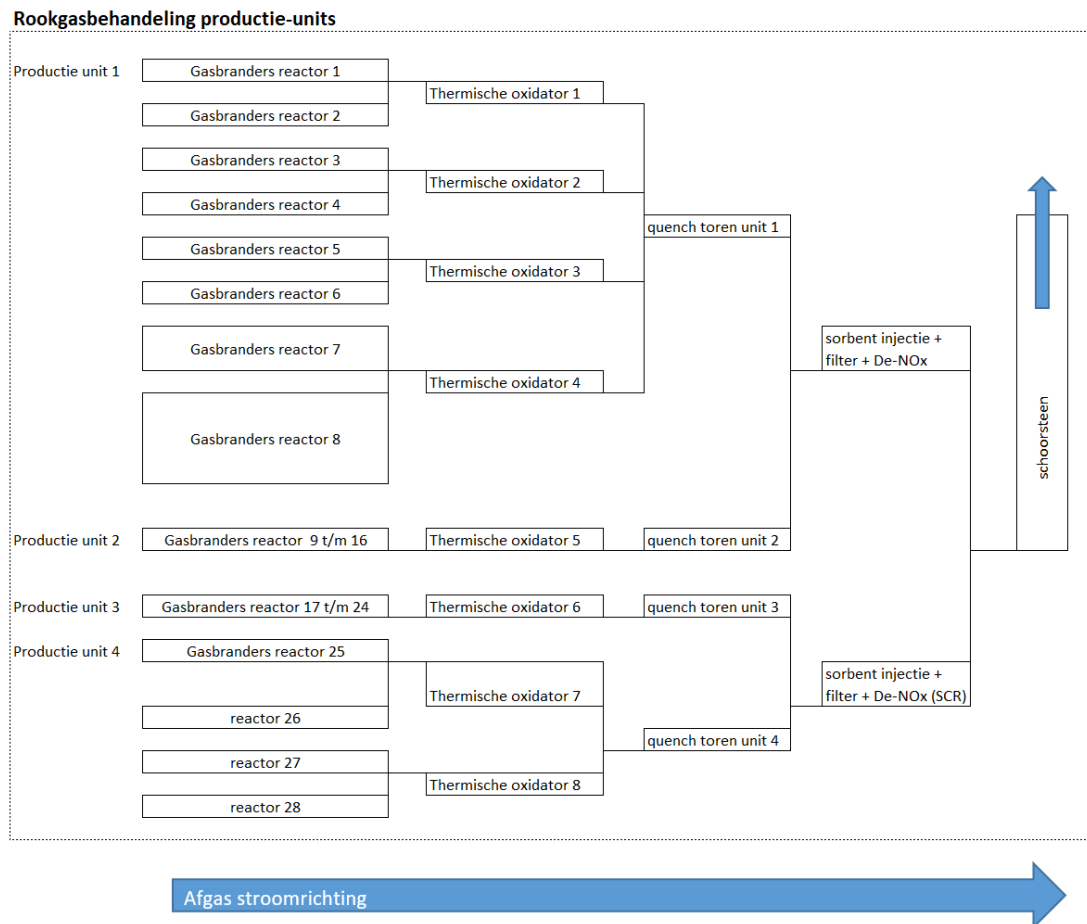 Rookgasbehandeling productie-units
Productie unit 1
Gasbranders reactor 1
Thermische oxidator 1
Gasbranders reactor 2
Gasbranders reactor 3
Thermische oxidator 2
Gasbranders reactor 4
quench toren unit 1
Gasbranders reactor 5
Thermische oxidator 3
Gasbranders reactor 6
Gasbranders reactor 7
sorbent injectie +
filter + De-NOx
Thermische oxidator 4
Gasbranders reactor 8
schoorsteen
Productie unit 2
Gasbranders reactor 9 t/m 16
Thermische oxidator 5
quench toren unit 2
Productie unit 3
Gasbranders reactor 17 t/m 24
Thermische oxidator 6
quench toren unit 3
Productie unit 4
Gasbranders reactor 25
sorbent injectie +
filter + De-NOx (SCR)
Thermische oxidator 7
reactor 26
quench toren unit 4
reactor 27
Thermische oxidator 8
reactor 28
Afgas stroomrichting